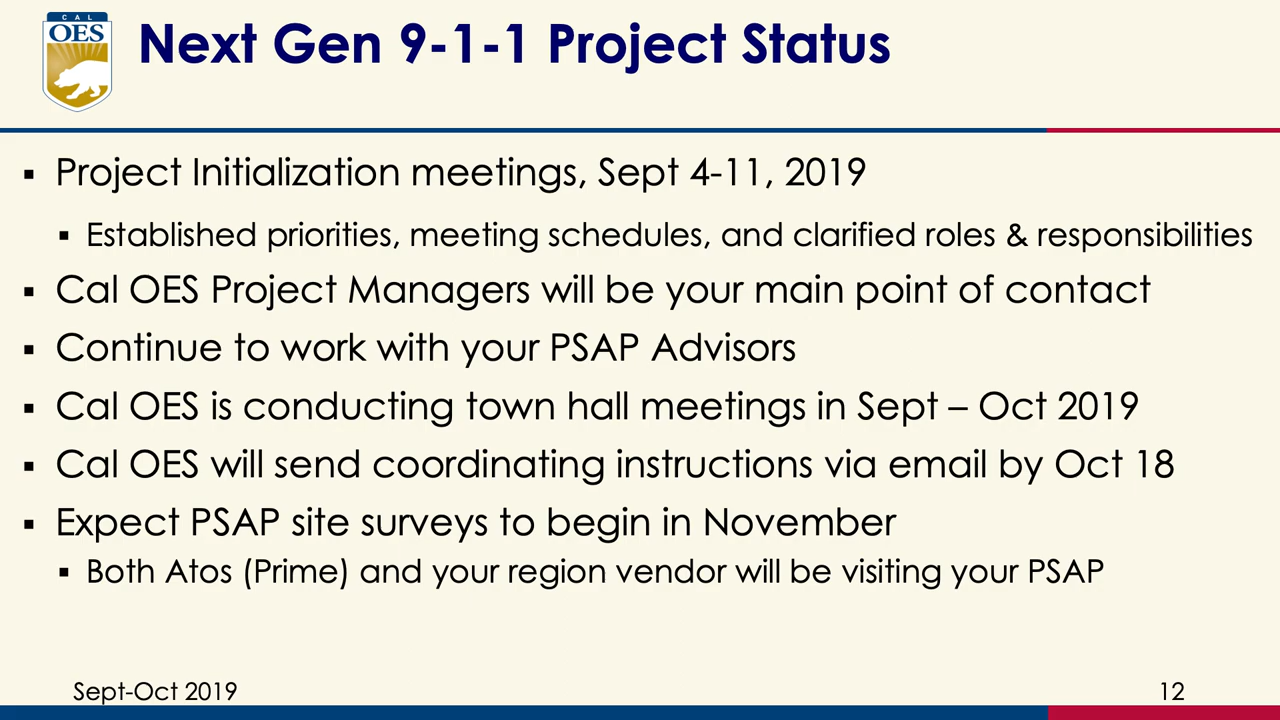 CAL
OES
Next Gen 9-1-1 Project Status
▪ Project Initialization meetings, Sept 4-11, 2019
▪ Established priorities, meeting schedules, and clarified roles & responsibilities
▪ Cal OES Project Managers will be your main point of contact
▪ Continue to work with your PSAP Advisors
▪ Cal OES is conducting town hall meetings in Sept – Oct 2019
▪ Cal OES will send coordinating instructions via email by Oct 18
▪ Expect PSAP site surveys to begin in November
▪ Both Atos (Prime) and your region vendor will be visiting your PSAP
Sept-Oct 2019
12